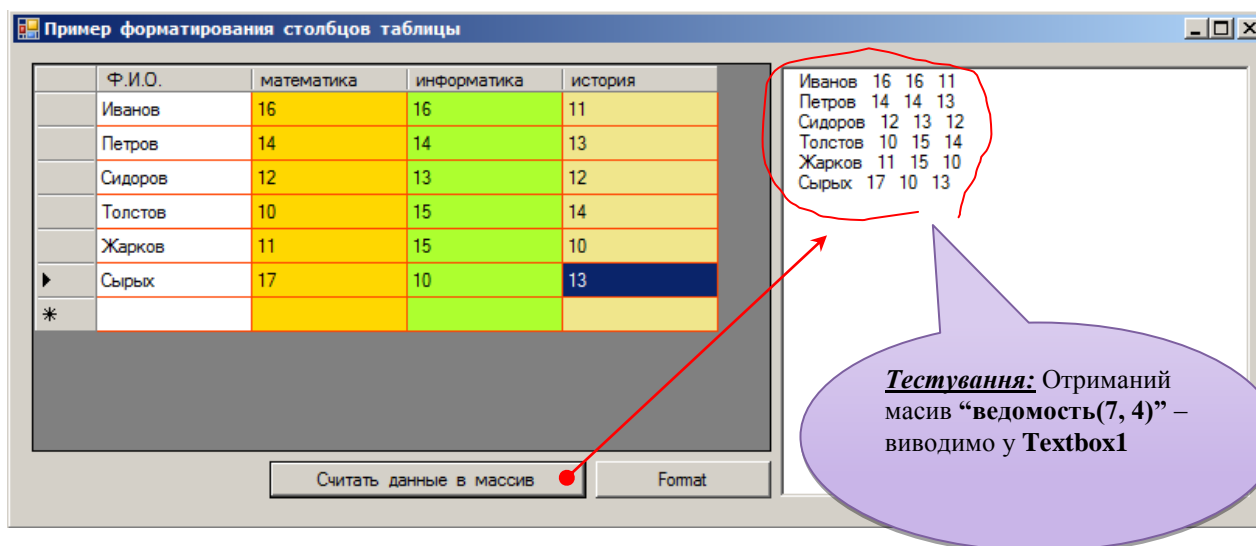 Пример форматирования столбцов таблицы
Ф.И.О. математика информатика история
Иванов 16 16 11
Петров 14 14 13
Сидоров 12 13 12
Толстов 10 15 14
Жарков 11 15 10
Сырых 17 10 13
Считать данные в массив Format
Иванов 16 16 11
Петров 14 14 13
Сидоров 12 13 12
Толстов 10 15 14
Жарков 11 15 10
Сырых 17 10 13
Тестування: Отриманий
масив “ведомость(7, 4)” –
виводимо у Textbox1